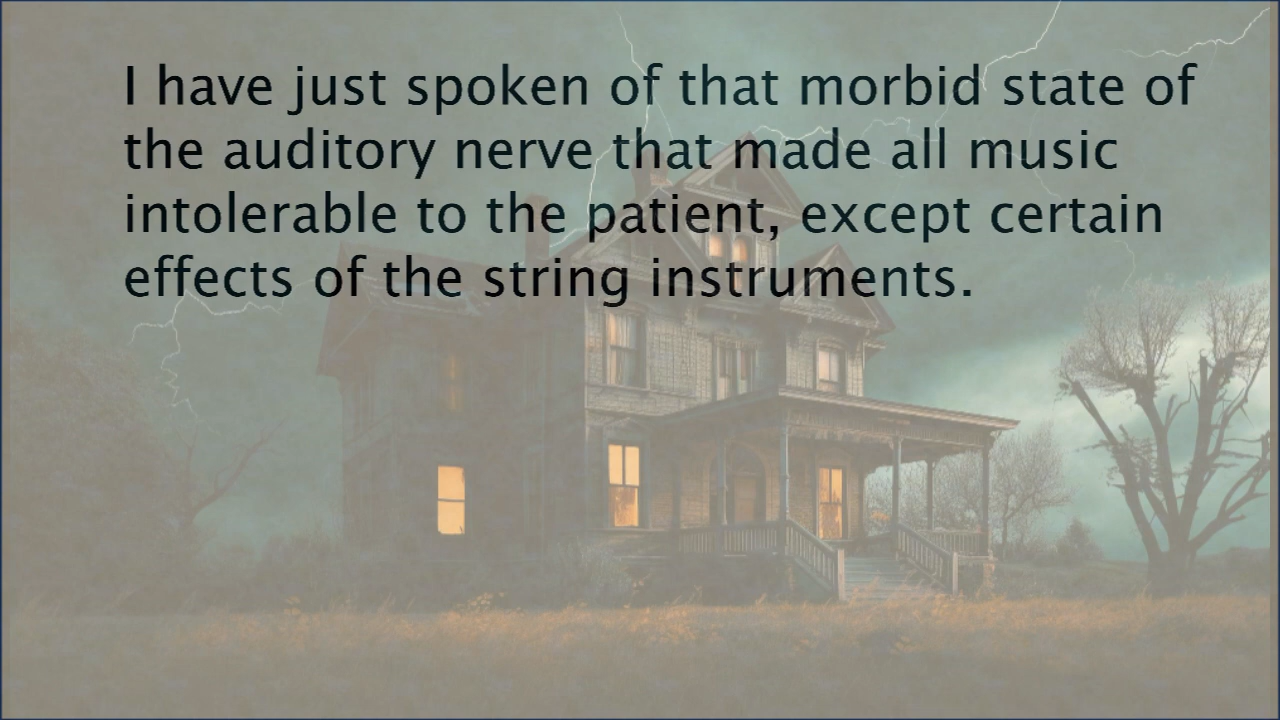 I have just spoken of that morbid state of
the auditory nerve that made all music
intolerable to the patient, except certain
effects of the string instruments.